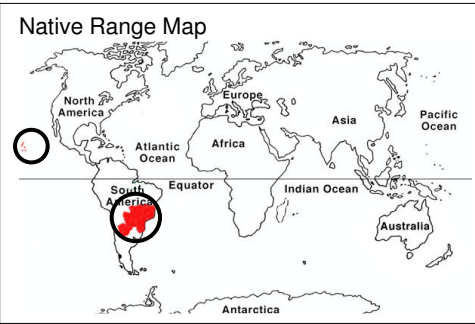 Native Range Map
North
America
Europe
Asia
Pacific
Ocean
Atlantic
Ocean
Africa
South
America
Equator
Indian Ocean
Australia
Antarctica